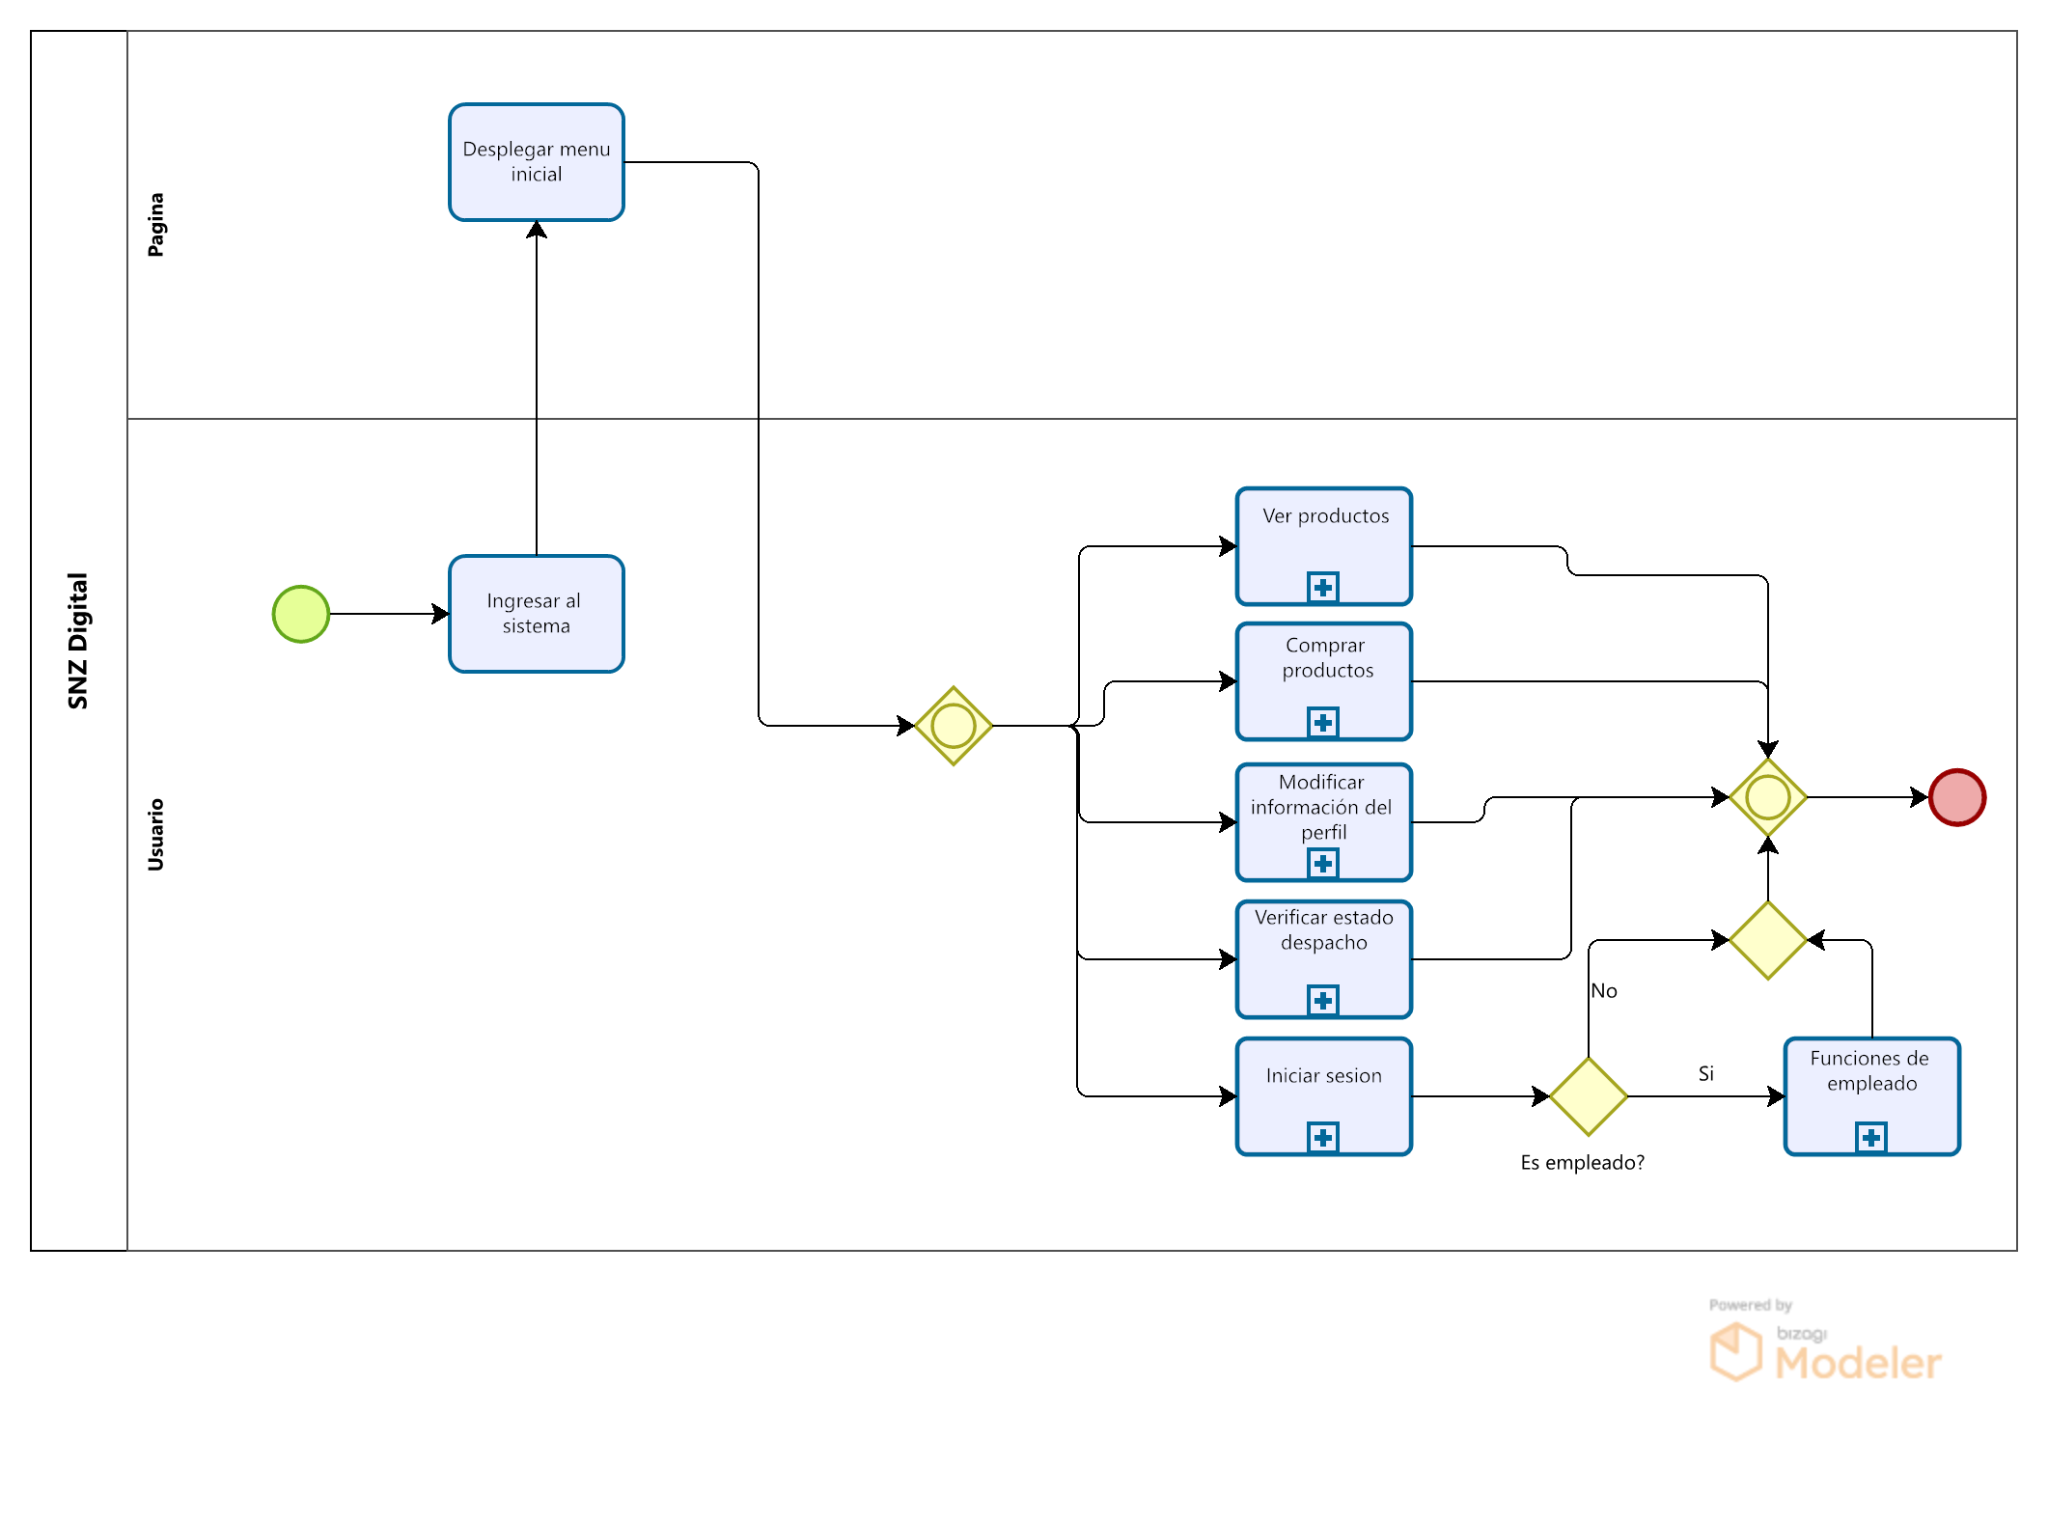 SNZ Digital
Pagina
Desplegar menu
inicial
Usuario
Ingresar al
sistema
Ver productos
Comprar
productos
Modificar
información del
perfil
Verificar estado
despacho
Iniciar sesion
Es empleado?
No
Si
Funciones de
empleado
Powered by
bizagi
Modeler